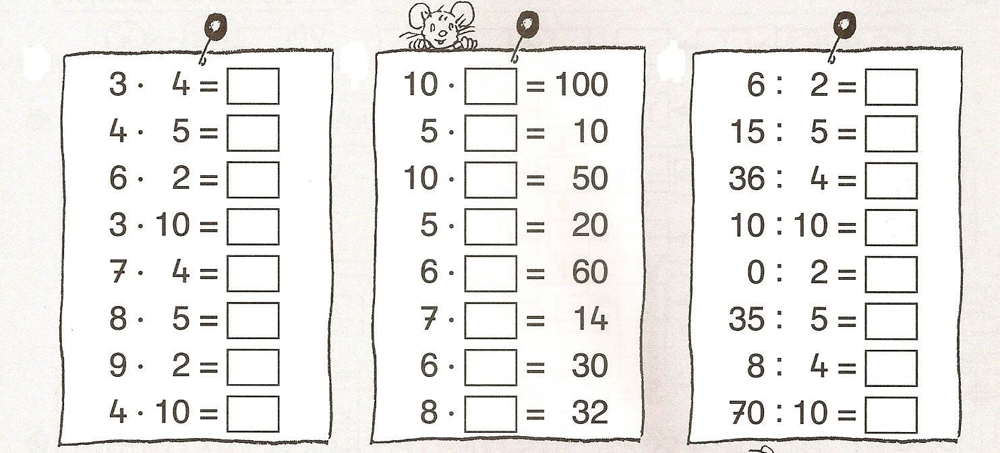 3 · 4 =
4 · 5 =
6 · 2 =
3 · 10 =
7 · 4 =
8 · 5 =
9 · 2 =
4 · 10 =
10 · = 100
5 · = 10
10 · = 50
5 · = 20
6 · = 60
7 · = 14
6 · = 30
8 · = 32
6 : 2 =
15 : 5 =
36 : 4 =
10 : 10 =
0 : 2 =
35 : 5 =
8 : 4 =
70 : 10 =